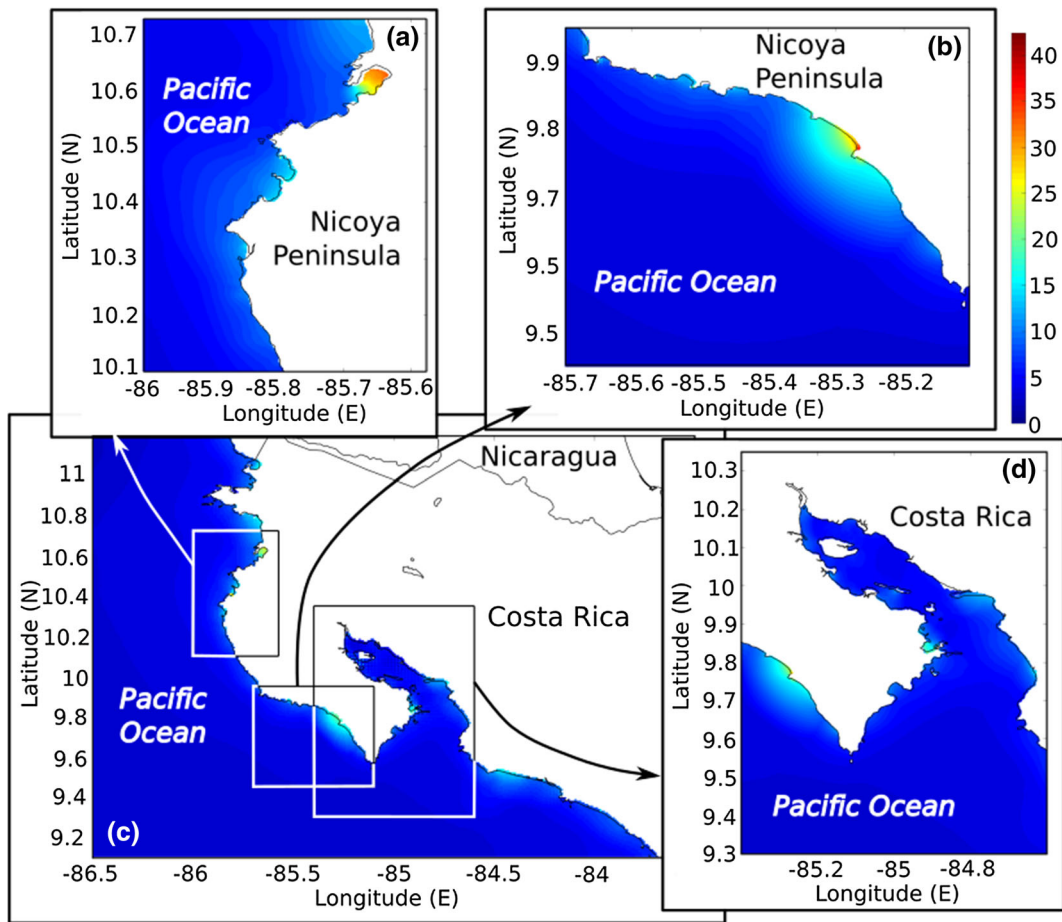 (a)
10.7
10.6
10.5
10.4
10.3
10.2
10.1
Latitude (N)
Pacific
Ocean
Nicoya
Peninsula
-86
-85.9
-85.8
-85.7
-85.6
Longitude (E)
(b)
9.9
9.8
9.7
9.5
9.5
Latitude (N)
Nicoya
Peninsula
Pacific Ocean
-85.7
-85.6
-85.5
-85.4
-85.3
-85.2
Longitude (E)
40
35
30
25
20
15
10
5
0
11
10.8
10.6
10.4
10.2
10
9.8
9.6
9.4
9.2
Latitude (N)
Nicaragua
Costa Rica
Pacific
Ocean
(c)
-86.5
-86
-85.5
-85
-84.5
-84
Longitude (E)
(d)
10.3
10.2
10.1
10
9.9
9.8
9.7
9.6
9.5
9.4
9.3
Latitude (N)
Costa Rica
Pacific Ocean
-85.2
-85
-84.8
Longitude (E)